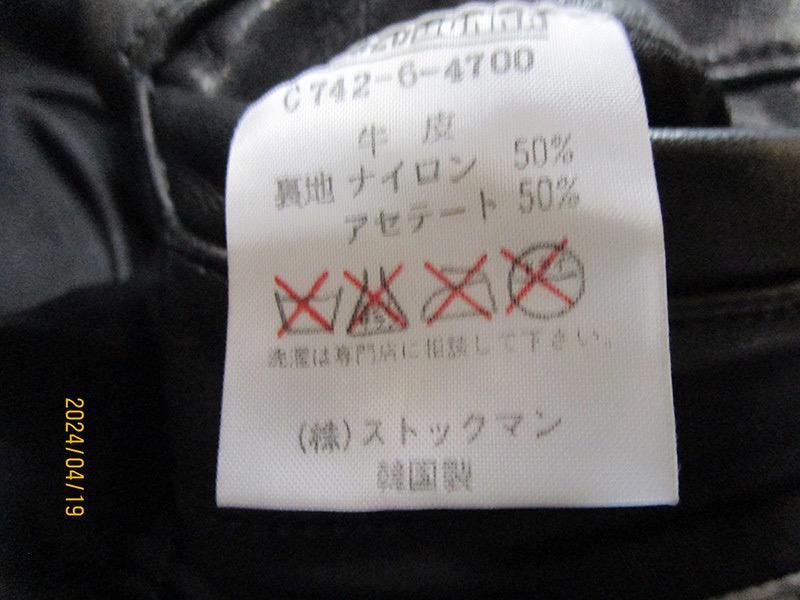 C742-6-4700
牛 皮
裏地 ナイロン 50%
アセテート 50%
洗濯は専門店に相談して下さい。
(株)ストックマン
韓国製
2024/04/19